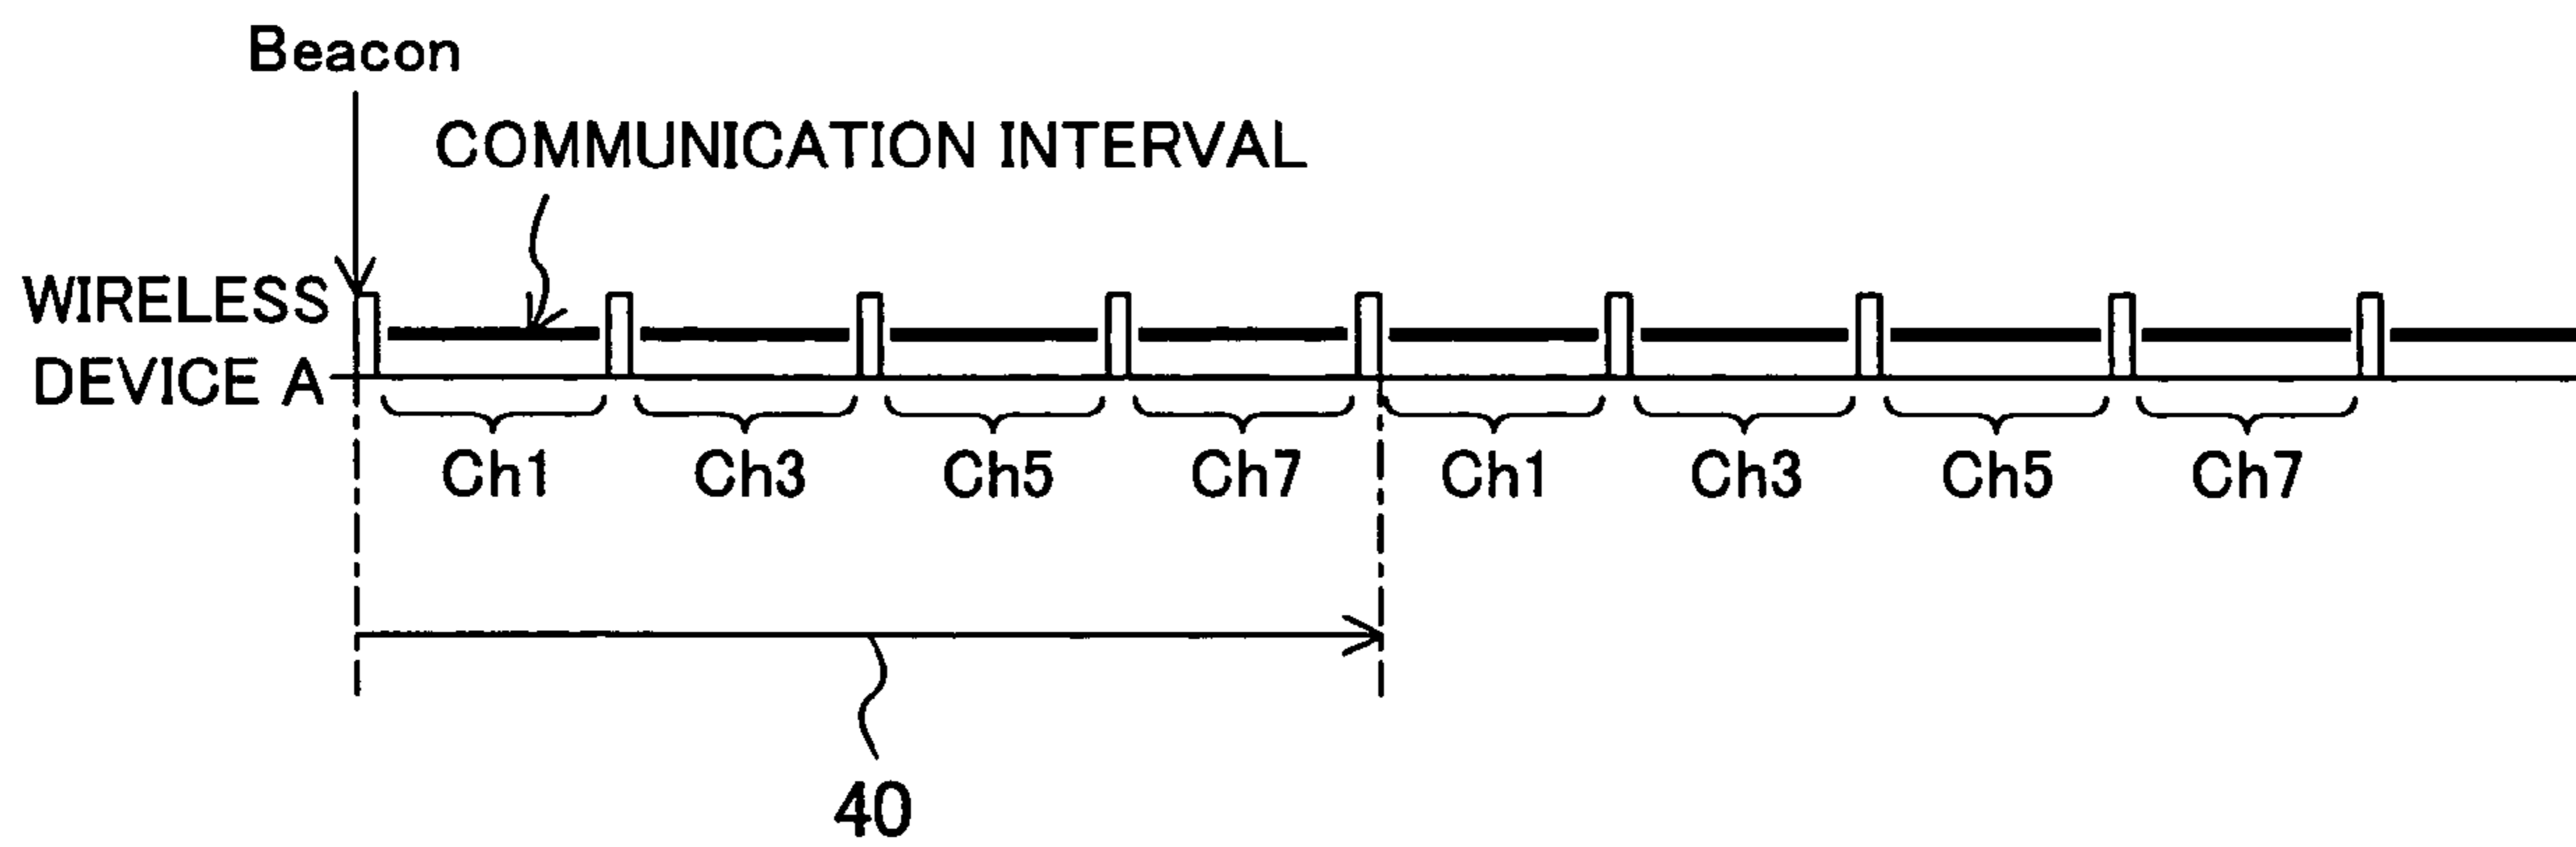 Beacon
COMMUNICATION INTERVAL
WIRELESS
DEVICE A
Ch1 Ch3 Ch5 Ch7 Ch1 Ch3 Ch5 Ch7
40